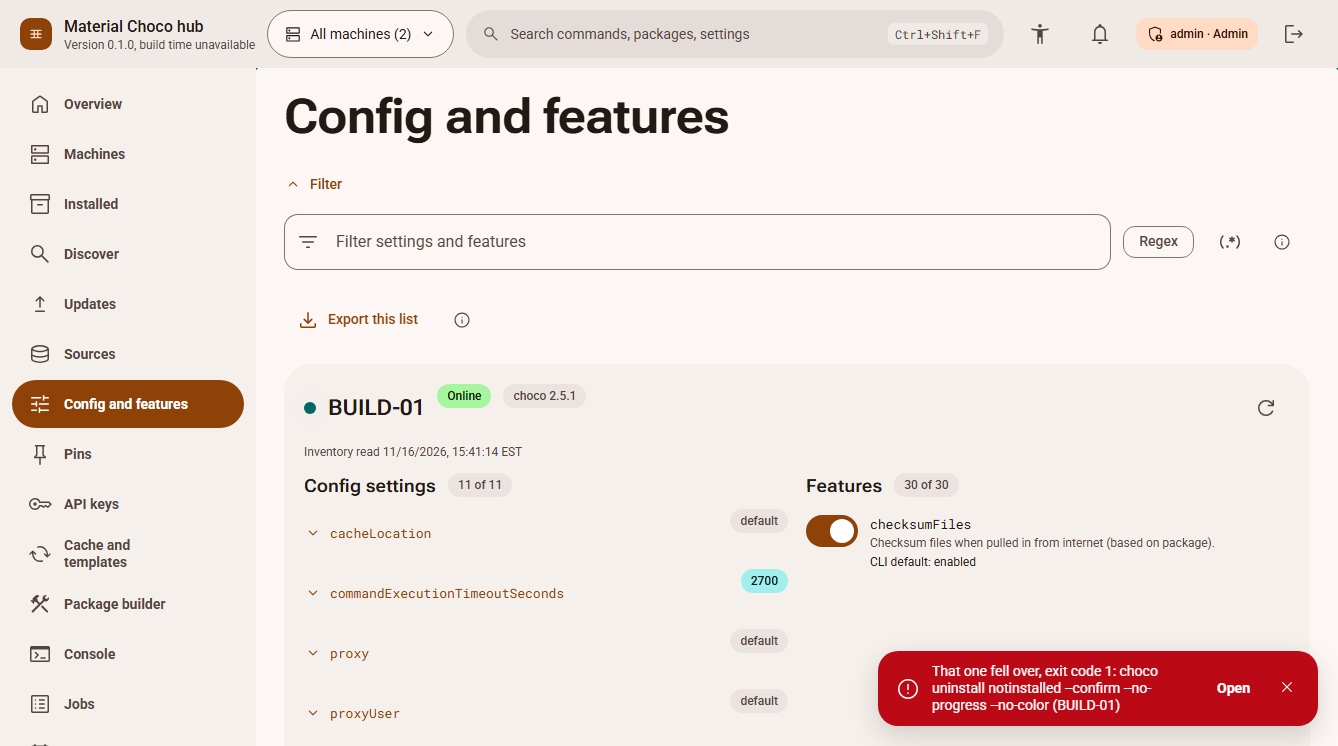 Material Choco hub
Version 0.1.0, build time unavailable
All machines (2)
Search commands, packages, settings
Ctrl+Shift+F
admin · Admin
Overview
Machines
Installed
Discover
Updates
Sources
Config and features
Pins
API keys
Cache and
templates
Package builder
Console
Jobs
Config and features
Filter
Filter settings and features
Regex
(.*)
Export this list
BUILD-01
Online
choco 2.5.1
Inventory read 11/16/2026, 15:41:14 EST
Config settings
11 of 11
cacheLocation
default
commandExecutionTimeoutSeconds
2700
proxy
default
proxyUser
default
Features
30 of 30
checksumFiles
Checksum files when pulled in from internet (based on package).
CLI default: enabled
That one fell over, exit code 1: choco
uninstall notinstalled --confirm --no-
progress --no-color (BUILD-01)
Open